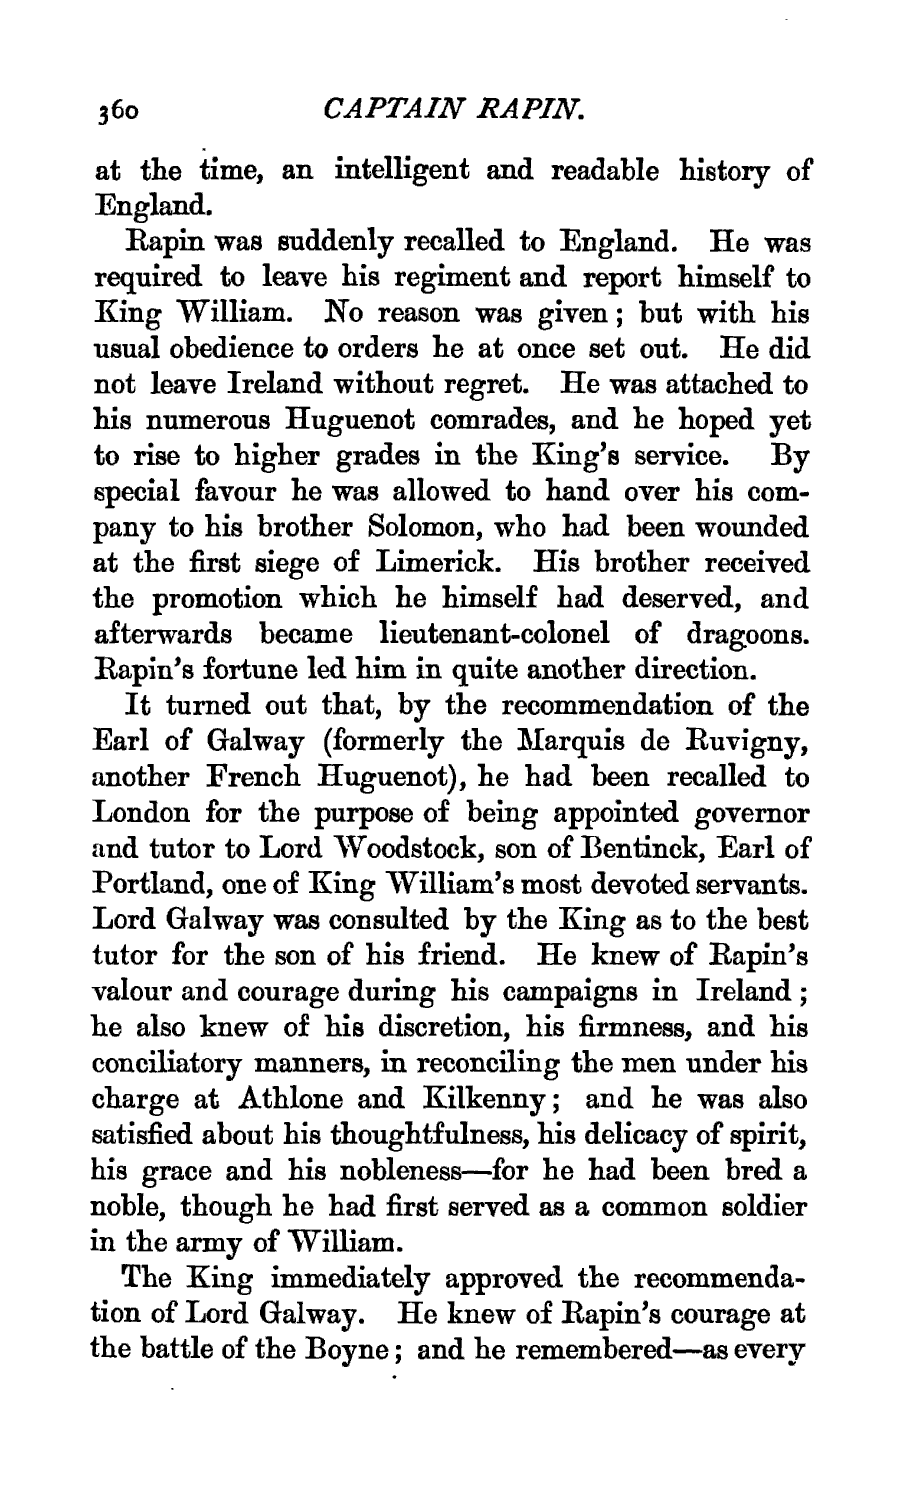 360 CAPTAIN RAPIN.
at the time, an intelligent and readable history of
England.
Rapin was suddenly recalled to England. He was
required to leave his regiment and report himself to
King William. No reason was given; but with his
usual obedience to orders he at once set out. He did
not leave Ireland without regret. He was attached to
his numerous Huguenot comrades, and he hoped yet
to rise to higher grades in the King's service. By
special favour he was allowed to hand over his com-
pany to his brother Solomon, who had been wounded
at the first siege of Limerick. His brother received
the promotion which he himself had deserved, and
afterwards became lieutenant-colonel of dragoons.
Rapin's fortune led him in quite another direction.
It turned out that, by the recommendation of the
Earl of Galway (formerly the Marquis de Ruvigny,
another French Huguenot), he had been recalled to
London for the purpose of being appointed governor
and tutor to Lord Woodstock, son of Bentinck, Earl of
Portland, one of King William's most devoted servants.
Lord Galway was consulted by the King as to the best
tutor for the son of his friend. He knew of Rapin's
valour and courage during his campaigns in Ireland;
he also knew of his discretion, his firmness, and his
conciliatory manners, in reconciling the men under his
charge at Athlone and Kilkenny; and he was also
satisfied about his thoughtfulness, his delicacy of spirit,
his grace and his nobleness—for he had been bred a
noble, though he had first served as a common soldier
in the army of William.
The King immediately approved the recommenda-
tion of Lord Galway. He knew of Rapin's courage at
the battle of the Boyne; and he remembered—as every